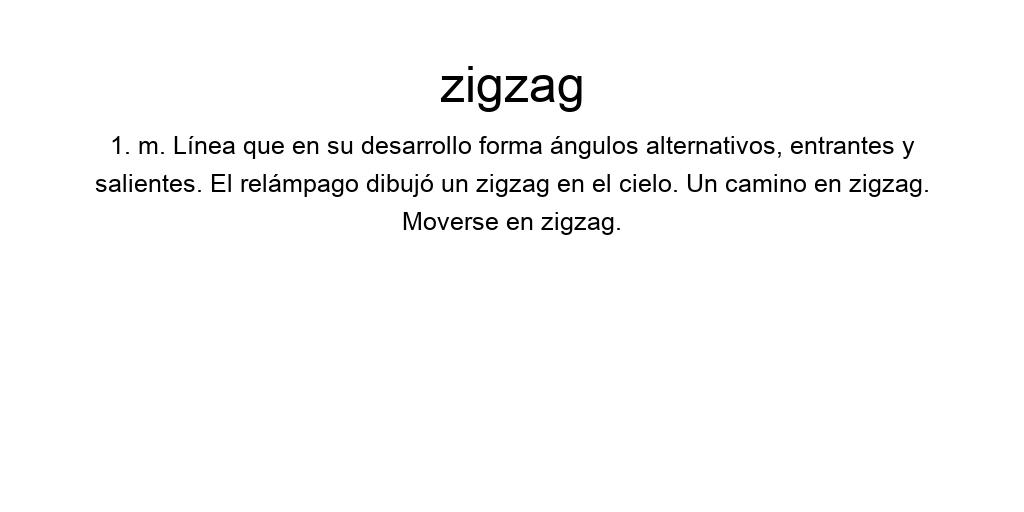 zigzag
1. m. Línea que en su desarrollo forma ángulos alternativos, entrantes y
salientes. El relámpago dibujó un zigzag en el cielo. Un camino en zigzag.
Moverse en zigzag.